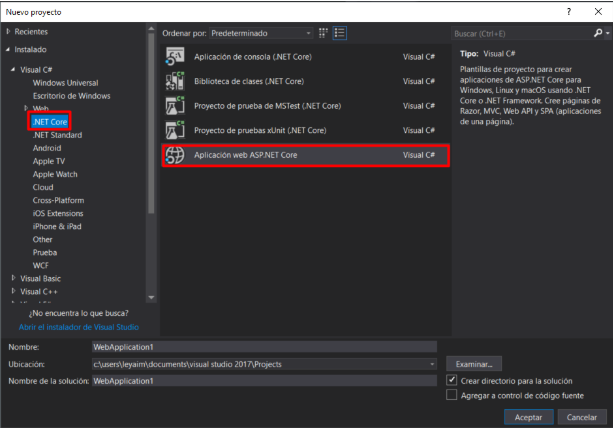 Nuevo proyecto
? ×
Recientes
Instalado
Visual C#
Windows Universal
Escritorio de Windows
Web
.NET Core
.NET Standard
Android
Apple TV
Apple Watch
Cloud
Cross-Platform
iOS Extensions
iPhone & iPad
Other
Prueba
WCF
Visual Basic
Visual C++
¿No encuentra lo que busca?
Abrir el instalador de Visual Studio
Ordenar por: Predeterminado
Aplicación de consola (.NET Core) Visual C#
Biblioteca de clases (.NET Core) Visual C#
Proyecto de prueba de MSTest (.NET Core) Visual C#
Proyecto de pruebas xUnit (.NET Core) Visual C#
Aplicación web ASP.NET Core Visual C#
Buscar (Ctrl+E)
Tipo: Visual C#
Plantillas de proyecto para crear
aplicaciones de ASP.NET Core para
Windows, Linux y macOS usando .NET
Core o .NET Framework. Cree páginas de
Razor, MVC, Web API y SPA (aplicaciones
de una página).
Nombre: WebApplication1
Ubicación: c:\users\leyaim\documents\visual studio 2017\Projects
Examinar...
Nombre de la solución: WebApplication1
Crear directorio para la solución
Agregar a control de código fuente
Aceptar Cancelar